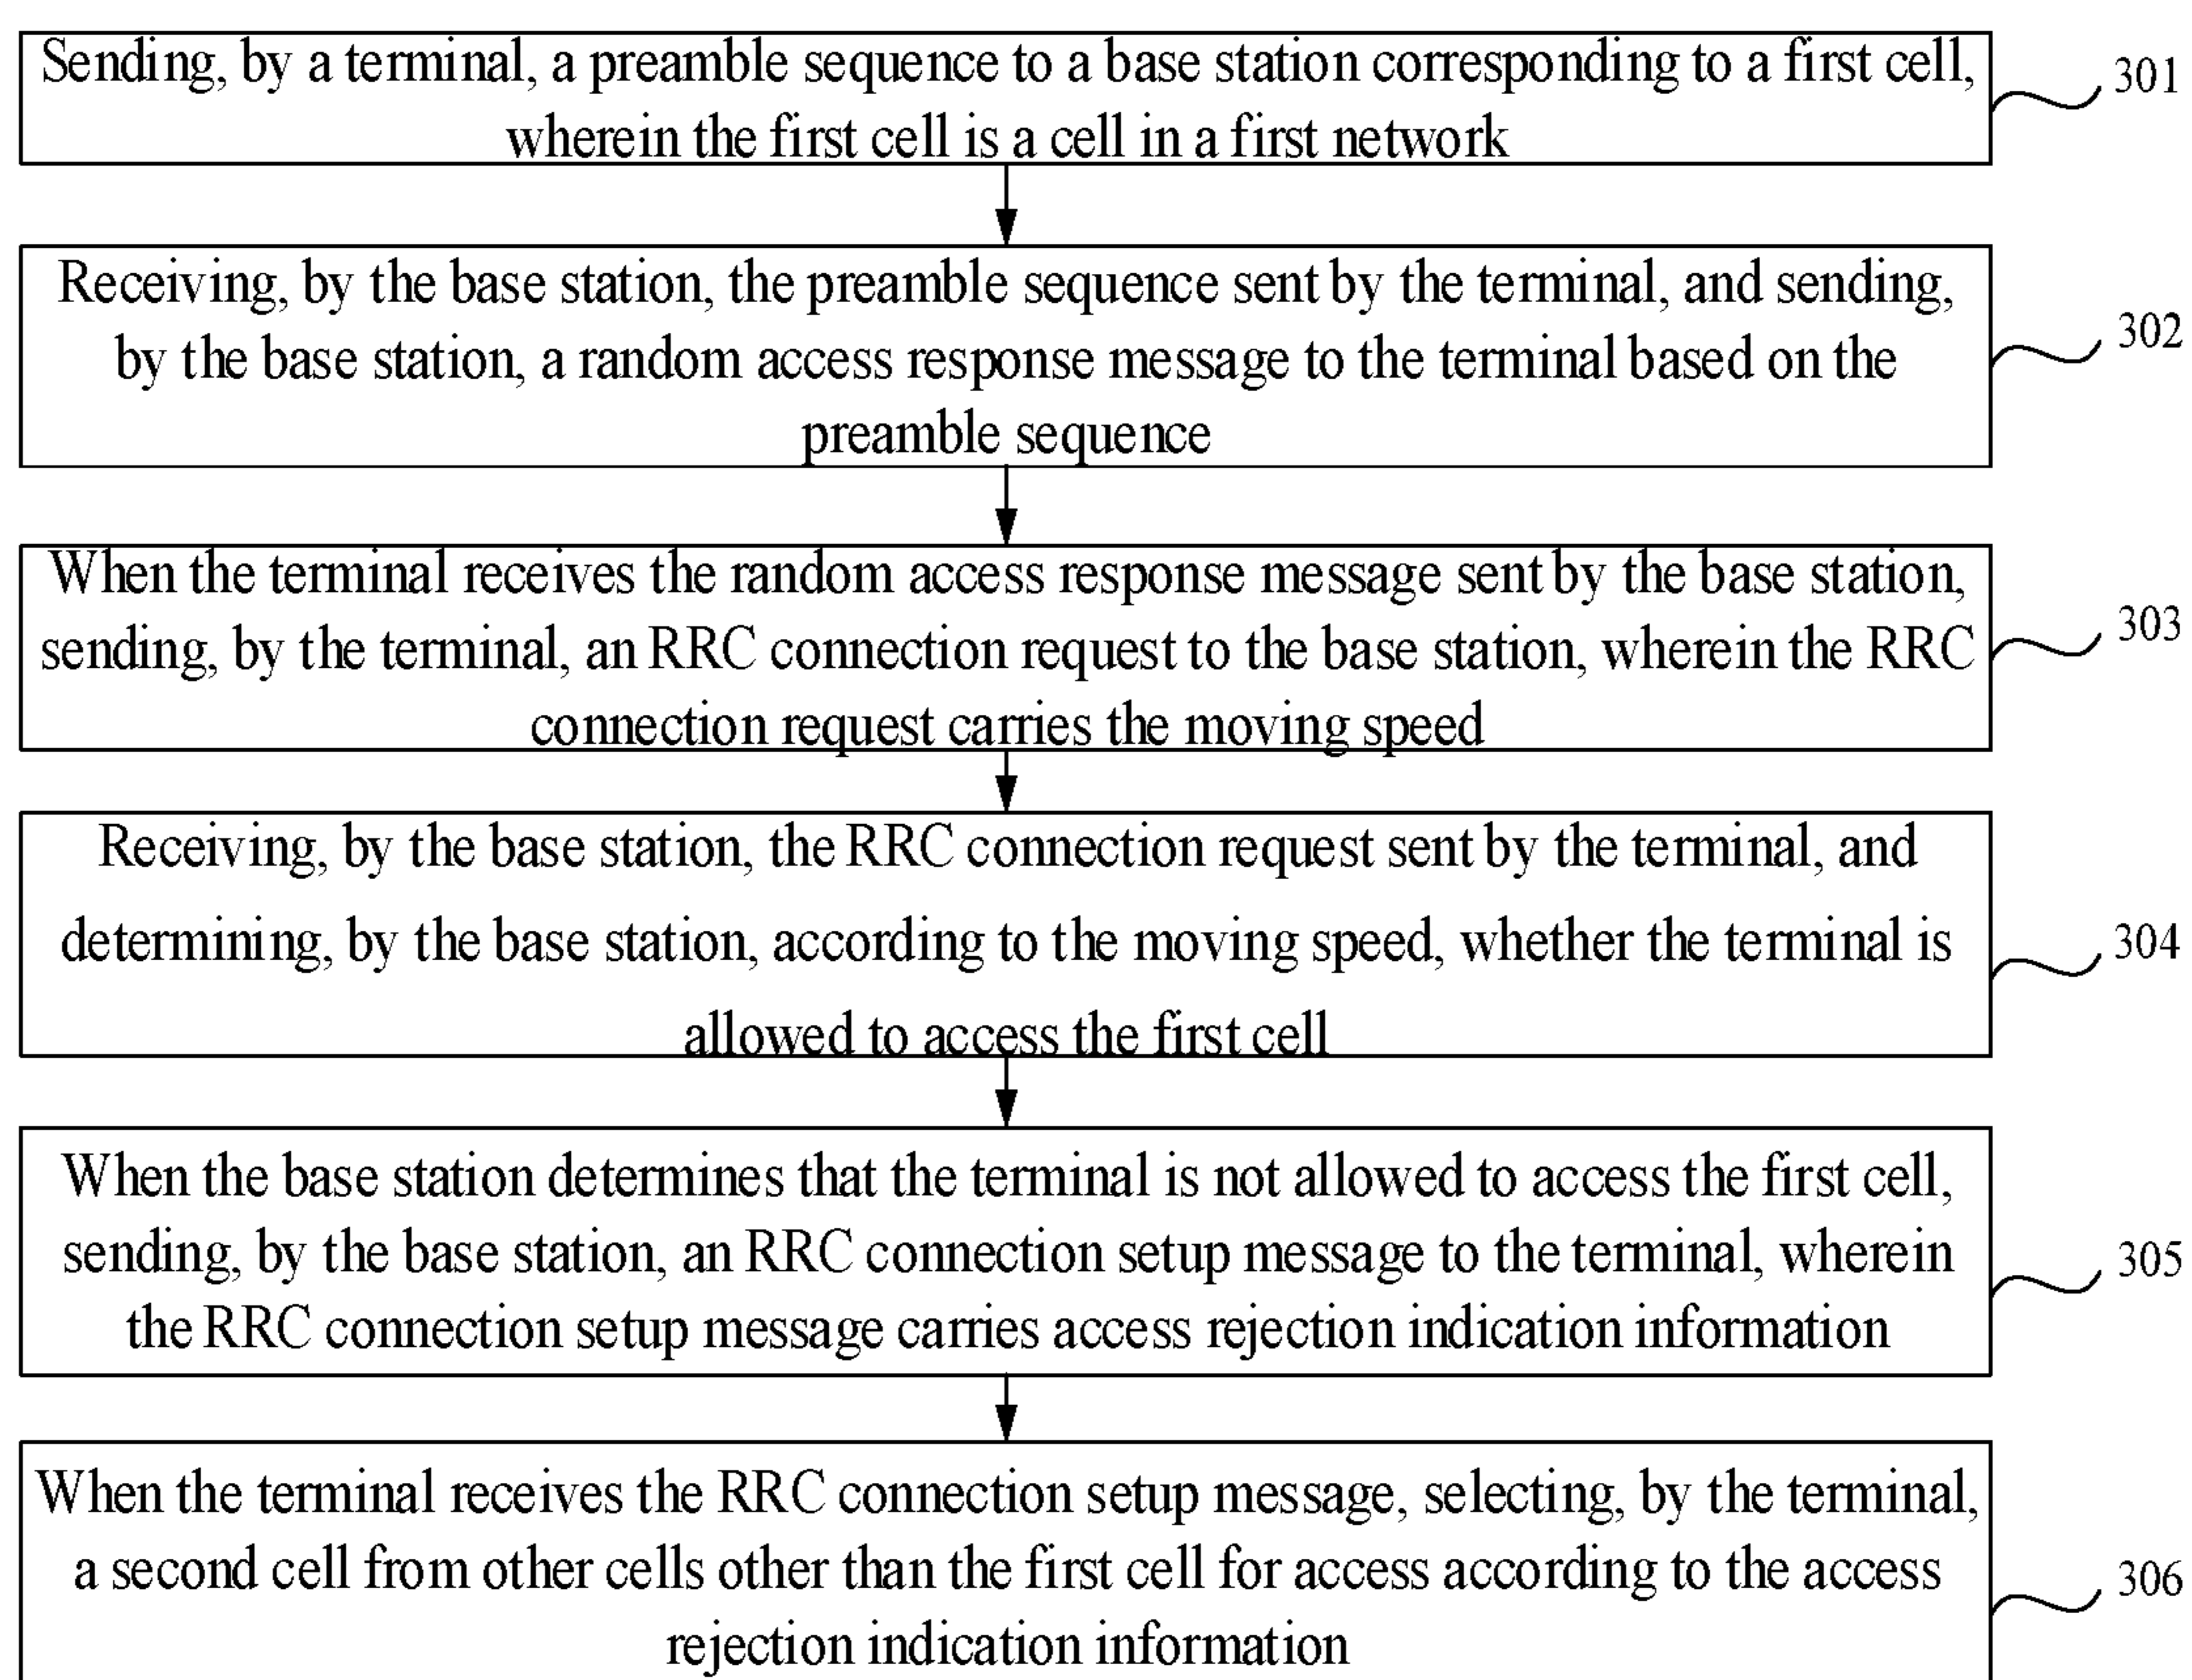 Sending, by a terminal, a preamble sequence to a base station corresponding to a first cell,
wherein the first cell is a cell in a first network
301
Receiving, by the base station, the preamble sequence sent by the terminal, and sending,
by the base station, a random access response message to the terminal based on the
preamble sequence
302
When the terminal receives the random access response message sent by the base station,
sending, by the terminal, an RRC connection request to the base station, wherein the RRC
connection request carries the moving speed
303
Receiving, by the base station, the RRC connection request sent by the terminal, and
determining, by the base station, according to the moving speed, whether the terminal is
allowed to access the first cell
304
When the base station determines that the terminal is not allowed to access the first cell,
sending, by the base station, an RRC connection setup message to the terminal, wherein
the RRC connection setup message carries access rejection indication information
305
When the terminal receives the RRC connection setup message, selecting, by the terminal,
a second cell from other cells other than the first cell for access according to the access
rejection indication information
306